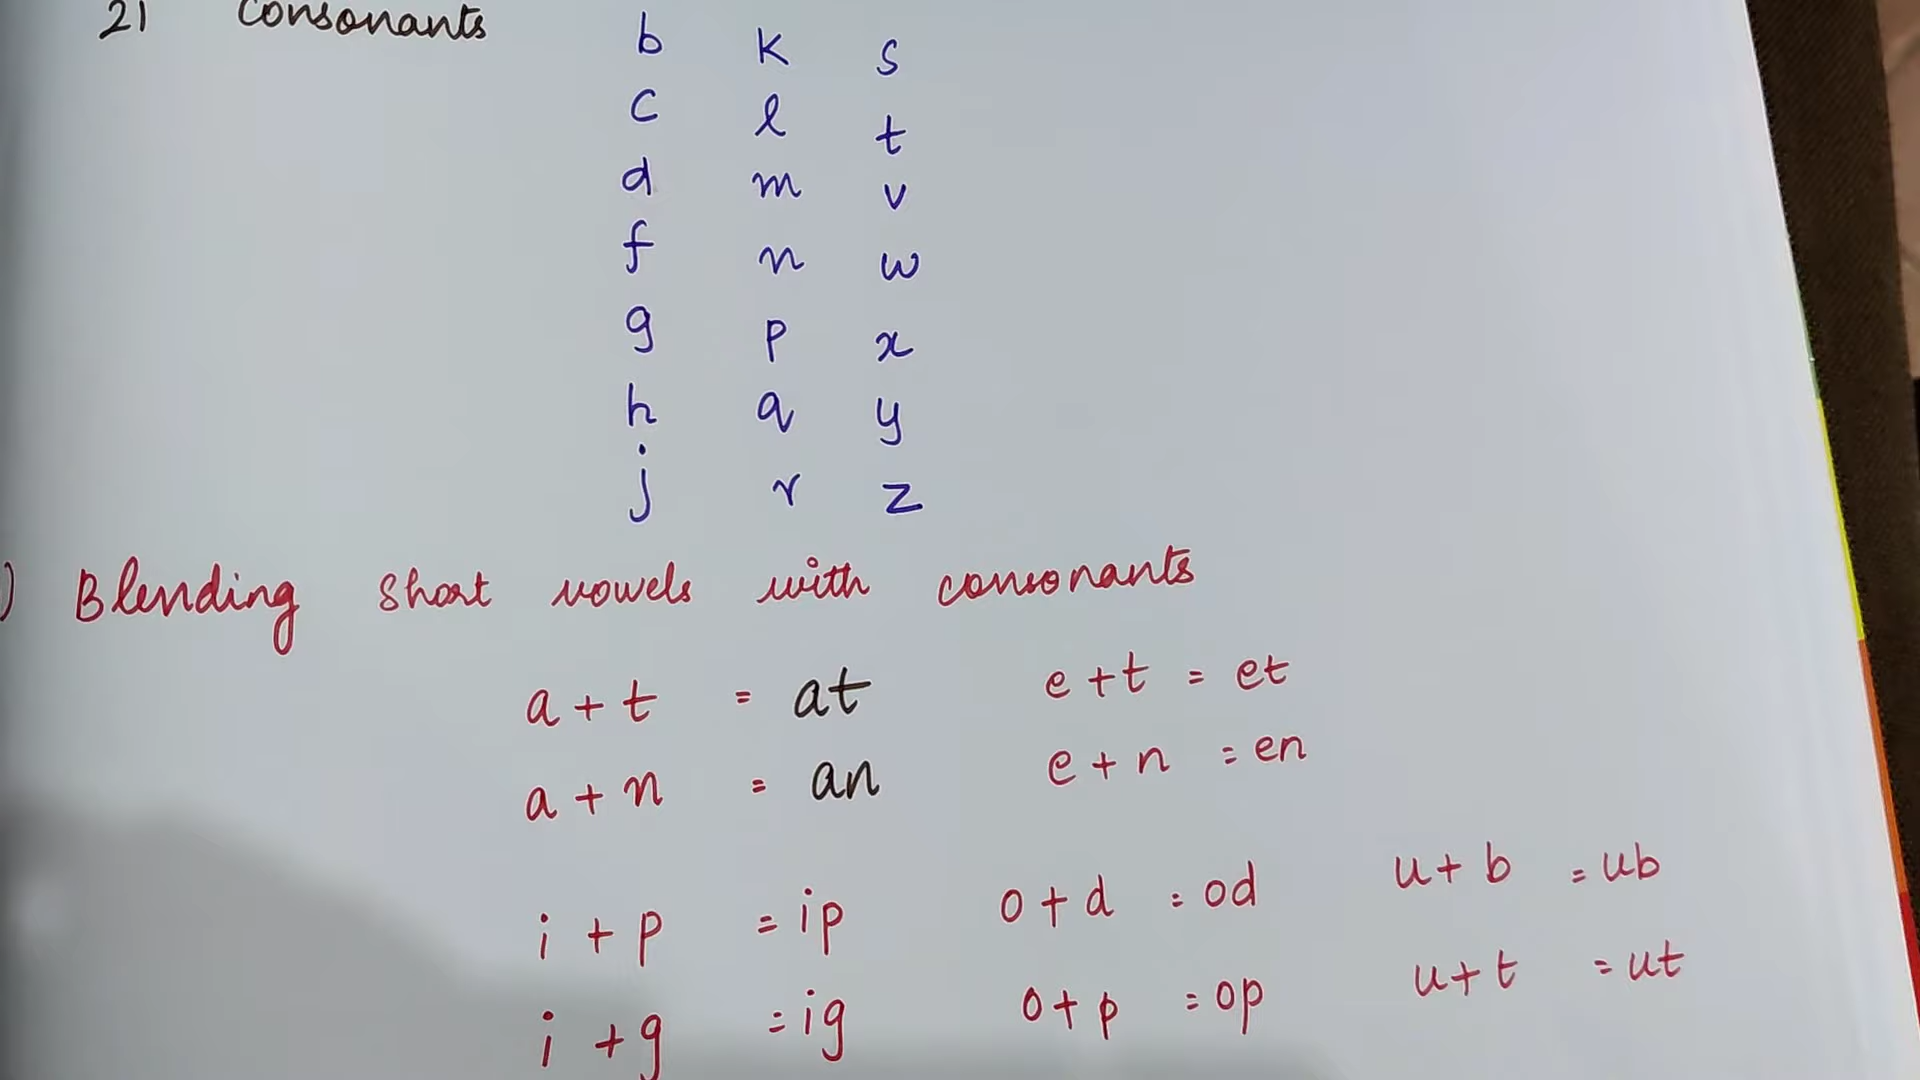 21 Consonants
b k s
c l t
d m v
f n w
g p x
h q y
j r z
) Blending short vowels with consonants
a + t = at e + t = et
a + n = an e + n = en
i + p = ip o + d = od u + b = ub
i + g = ig o + p = op u + t = ut